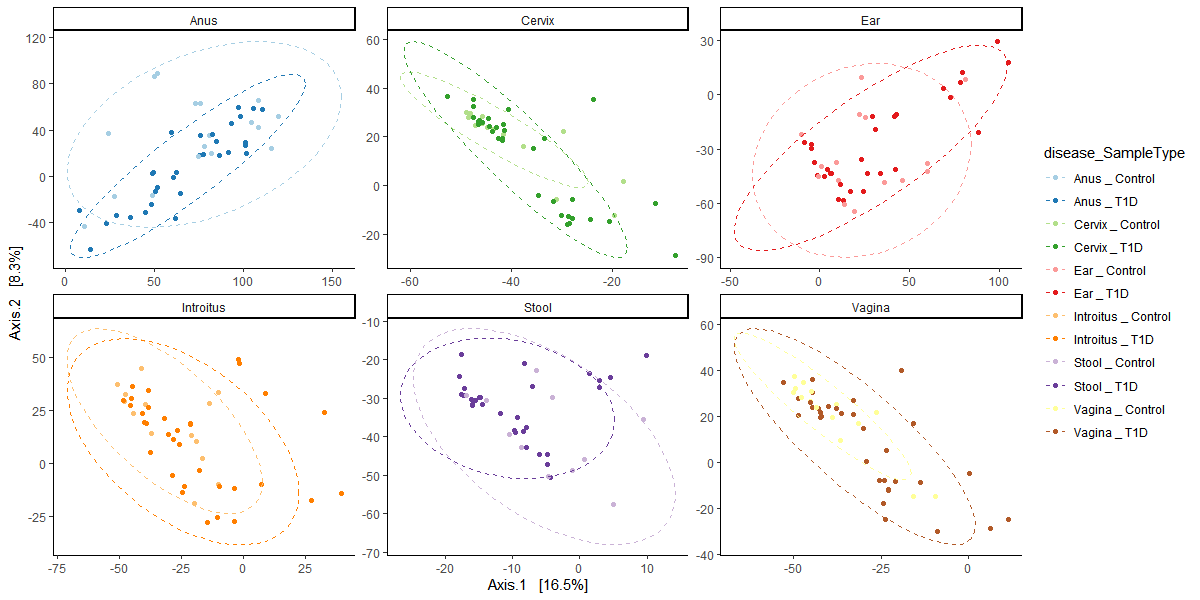 Anus
Cervix
Ear
120
80
40
0
-40
0
50
100
150
60
40
20
0
-20
-60
-40
-20
30
0
-30
-60
-90
-50
0
50
100
Introitus
Stool
Vagina
50
25
0
-25
-75
-50
-25
0
25
-10
-20
-30
-40
-50
-60
-70
-20
-10
0
10
60
40
20
0
-20
-40
-50
-25
0
Axis.2 [8.3%]
Axis.1 [16.5%]
disease_SampleType
Anus _ Control
Anus _ T1D
Cervix _ Control
Cervix _ T1D
Ear _ Control
Ear _ T1D
Introitus _ Control
Introitus _ T1D
Stool _ Control
Stool _ T1D
Vagina _ Control
Vagina _ T1D